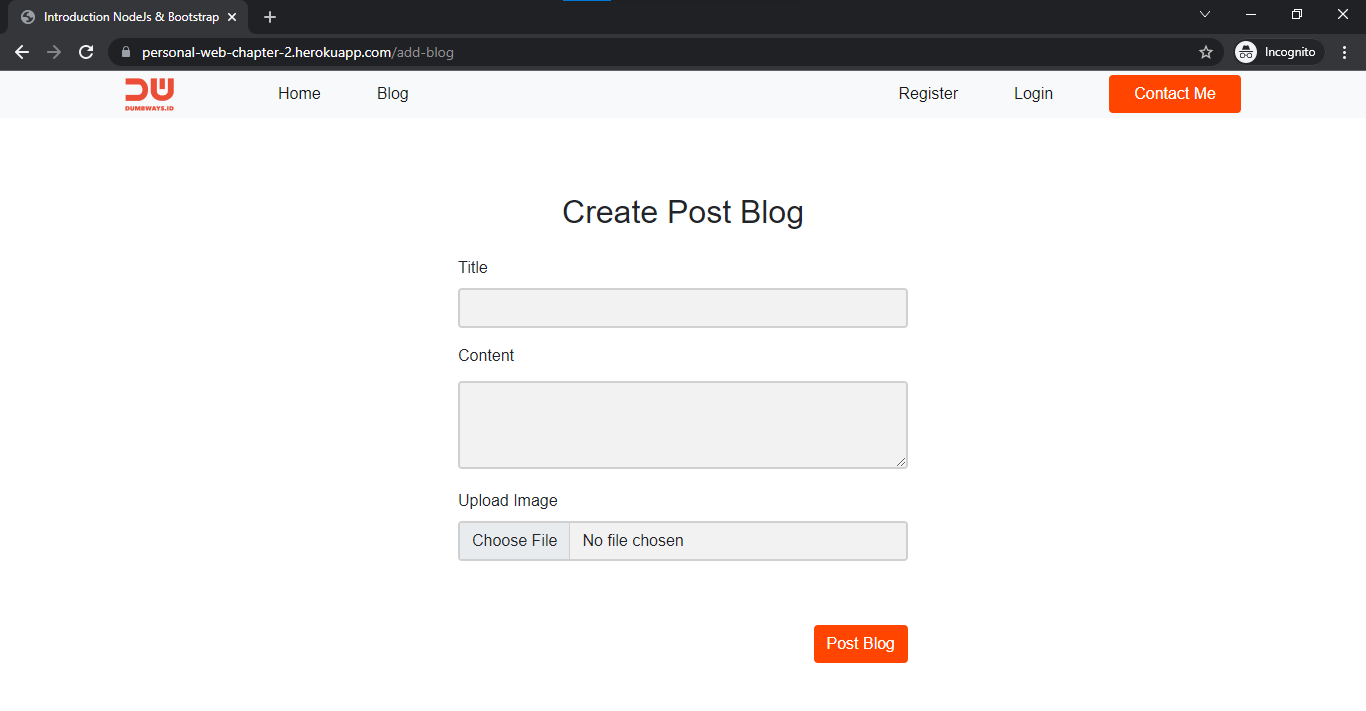 Introduction NodeJs & Bootstrap
personal-web-chapter-2.herokuapp.com/add-blog
Incognito
DW
DUMBWAYS.ID
Home Blog Register Login Contact Me
Create Post Blog
Title
Content
Upload Image
Choose File No file chosen
Post Blog